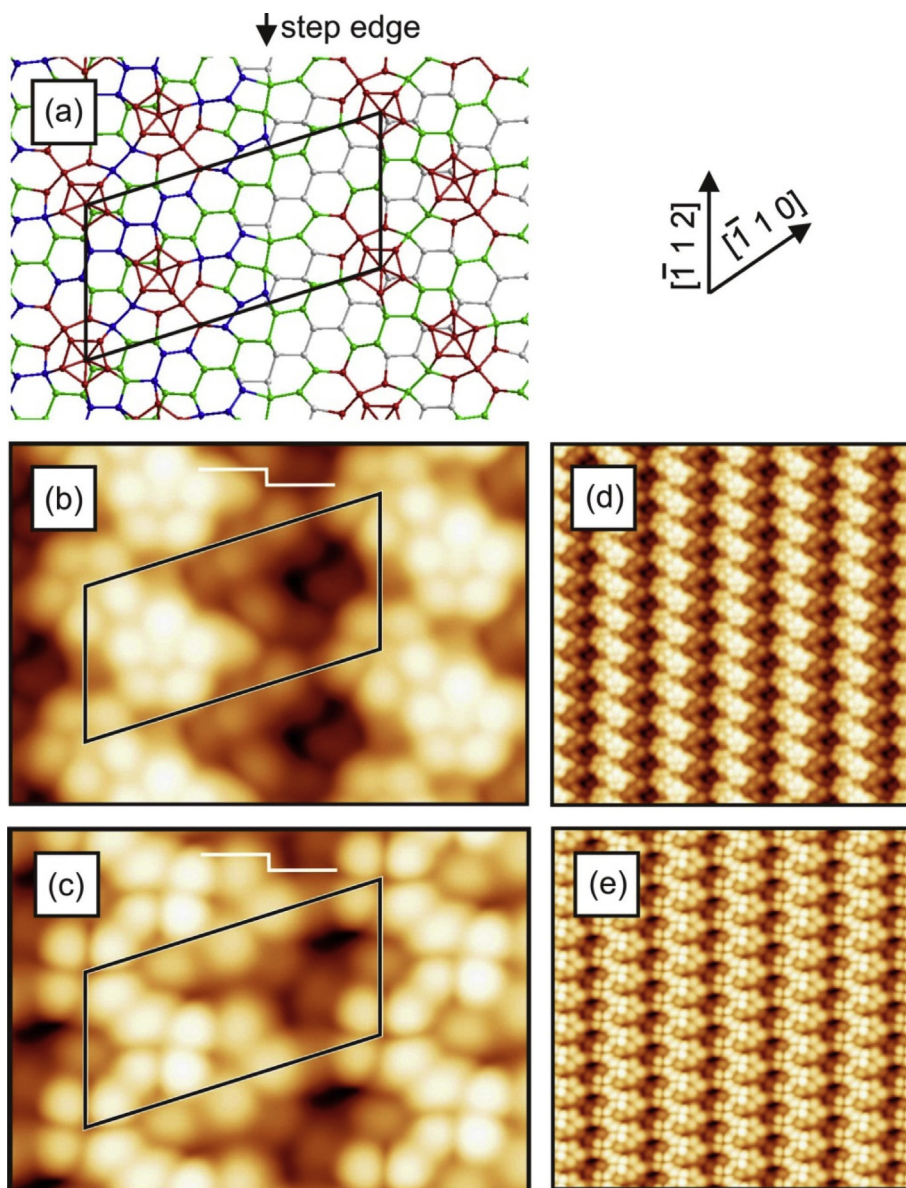 step edge
(a)
[1̄ 1 2]
[1̄ 1 0]
(b)
(d)
(c)
(e)